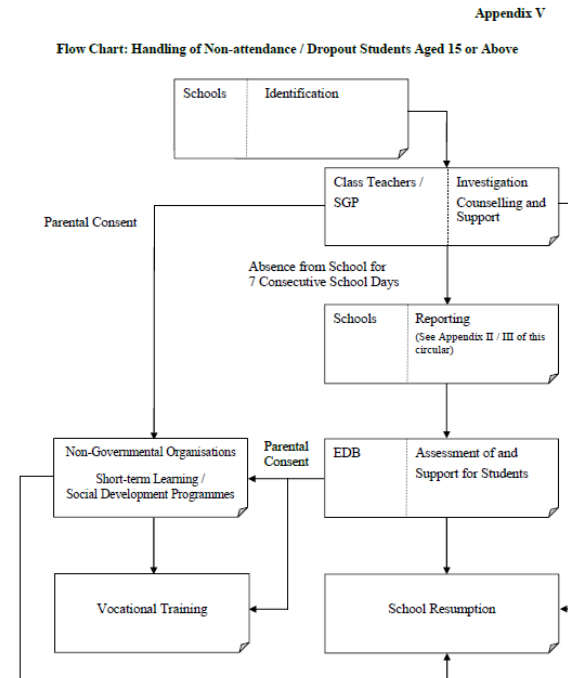 Appendix V
Flow Chart: Handling of Non-attendance / Dropout Students Aged 15 or Above
Schools
Identification
Class Teachers /
SGP
Investigation
Counselling and
Support
Parental Consent
Absence from School for
7 Consecutive School Days
Schools
Reporting
(See Appendix II / III of this
circular)
Non-Governmental Organisations
Short-term Learning /
Social Development Programmes
Parental
Consent
EDB
Assessment of and
Support for Students
Vocational Training
School Resumption